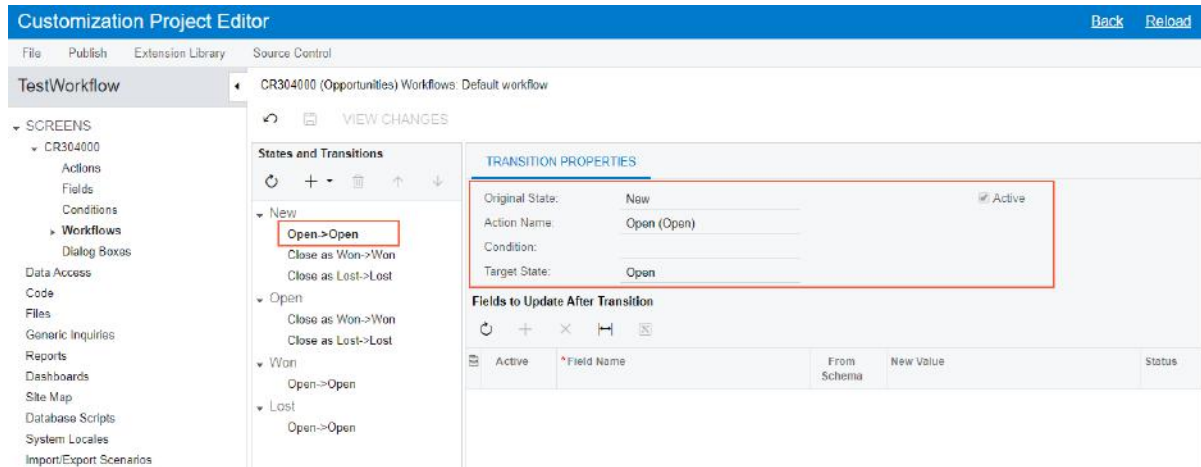 Customization Project Editor Back Reload
File Publish Extension Library Source Control
TestWorkflow
CR304000 (Opportunities) Workflows: Default workflow
VIEW CHANGES
SCREENS
CR304000
Actions
Fields
Conditions
Workflows
Dialog Boxes
Data Access
Code
Files
Generic Inquiries
Reports
Dashboards
Site Map
Database Scripts
System Locales
Import/Export Scenarios
States and Transitions
New
Open->Open
Close as Won->Won
Close as Lost->Lost
Open
Close as Won->Won
Close as Lost->Lost
Won
Open->Open
Lost
Open->Open
TRANSITION PROPERTIES
Original State: New Active
Action Name: Open (Open)
Condition:
Target State: Open
Fields to Update After Transition
Active *Field Name From Schema New Value Status